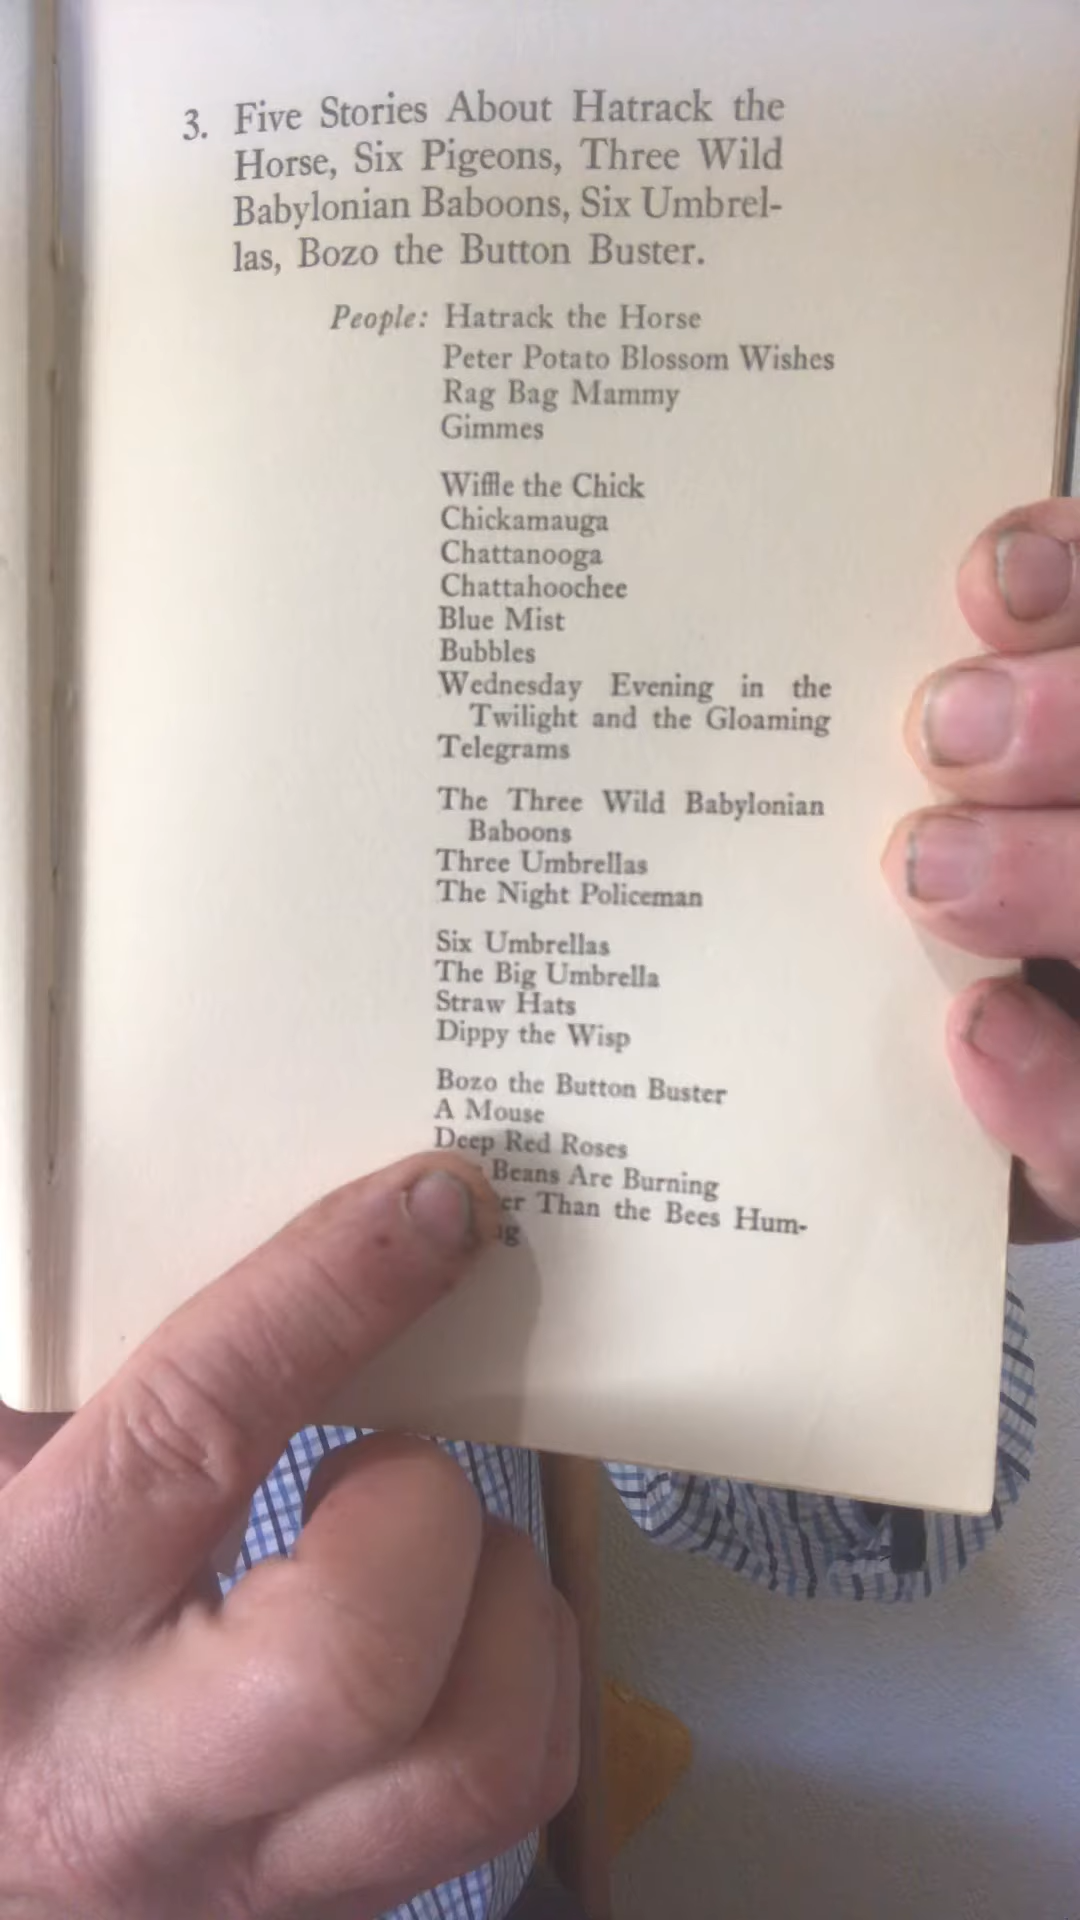 3. Five Stories About Hatrack the
Horse, Six Pigeons, Three Wild
Babylonian Baboons, Six Umbrel-
las, Bozo the Button Buster.
People: Hatrack the Horse
Peter Potato Blossom Wishes
Rag Bag Mammy
Gimmes
Wiffle the Chick
Chickamauga
Chattanooga
Chattahoochee
Blue Mist
Bubbles
Wednesday Evening in the
Twilight and the Gloaming
Telegrams
The Three Wild Babylonian
Baboons
Three Umbrellas
The Night Policeman
Six Umbrellas
The Big Umbrella
Straw Hats
Dippy the Wisp
Bozo the Button Buster
A Mouse
Deep Red Roses
Beans Are Burning
Than the Bees Hum-